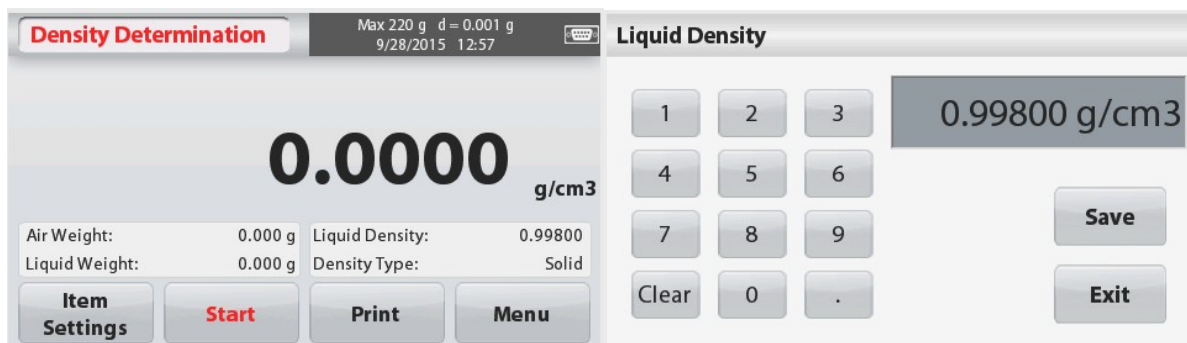 Density Determination
Max 220 g d = 0.001 g
9/28/2015 12:57
0.0000
g/cm3
Air Weight: 0.000 g Liquid Density: 0.99800
Liquid Weight: 0.000 g Density Type: Solid
Item
Settings
Start
Print
Menu
Liquid Density
0.99800 g/cm3
1 2 3
4 5 6
7 8 9
Clear 0 .
Save
Exit